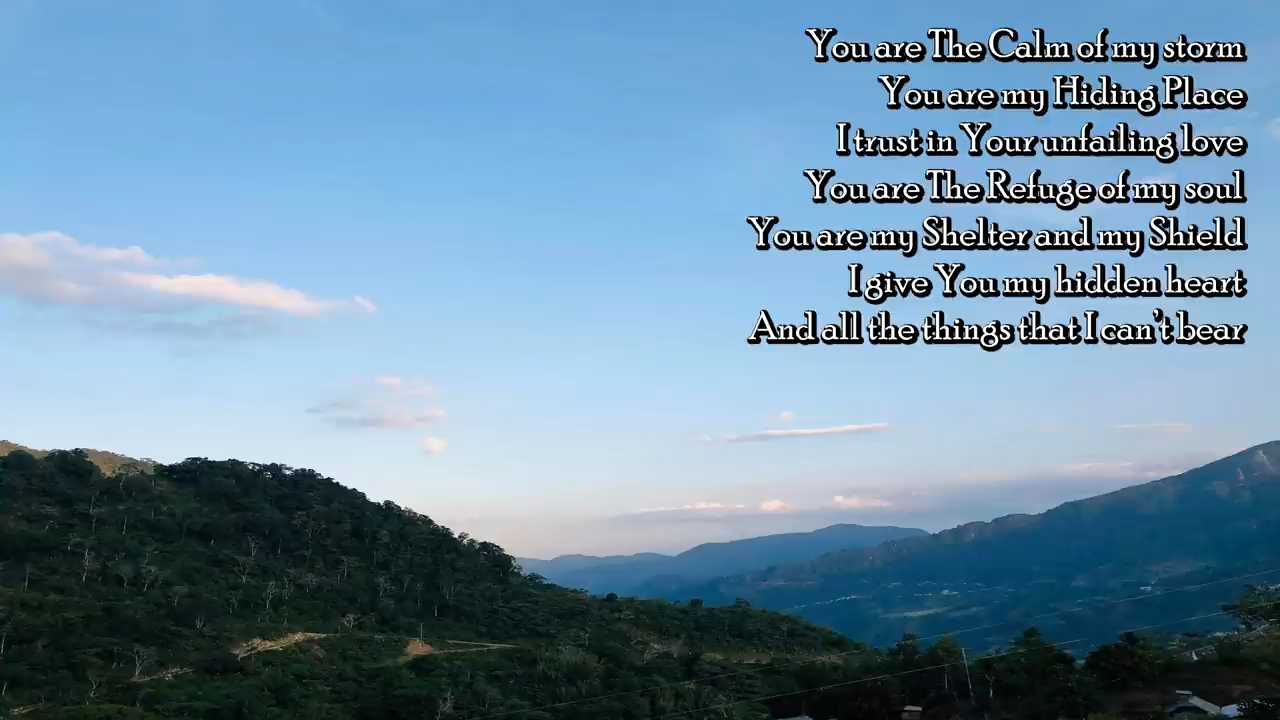 You are The Calm of my storm
You are my Hiding Place
I trust in Your unfailing love
You are The Refuge of my soul
You are my Shelter and my Shield
I give You my hidden heart
And all the things that I can't bear